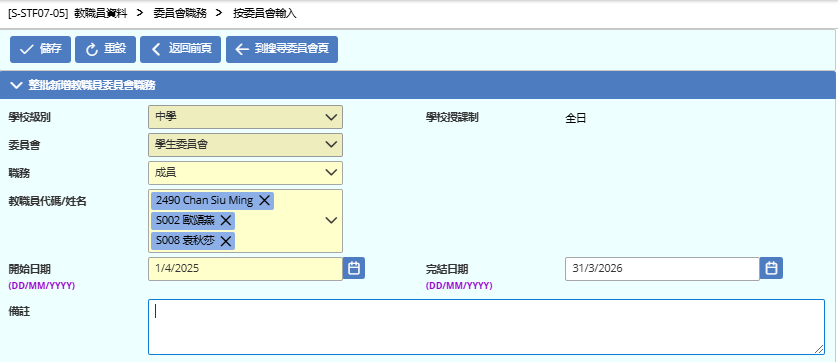 [S-STF07-05] 教職員資料 > 委員會職務 > 按委員會輸入
儲存 重設 返回前頁 到搜尋委員會頁
整批新增教職員委員會職務
學校級別 中學 學校授課制 全日
委員會 學生委員會
職務 成員
教職員代碼/姓名 2490 Chan Siu Ming
S002 歐頌燕
S008 袁秋莎
開始日期 1/4/2025 完結日期 31/3/2026
(DD/MM/YYYY) (DD/MM/YYYY)
備註